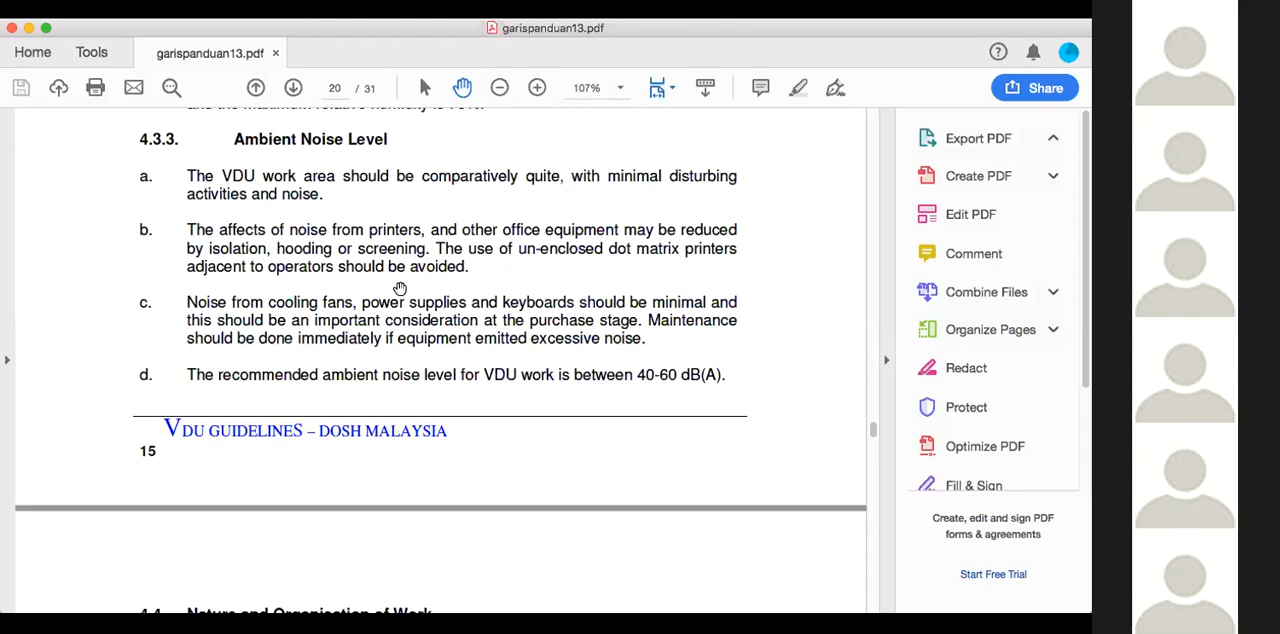 garispanduan13.pdf
Home Tools garispanduan13.pdf ×
20 / 31 107% Share
4.3.3. Ambient Noise Level
a. The VDU work area should be comparatively quite, with minimal disturbing
activities and noise.
b. The affects of noise from printers, and other office equipment may be reduced
by isolation, hooding or screening. The use of un-enclosed dot matrix printers
adjacent to operators should be avoided.
c. Noise from cooling fans, power supplies and keyboards should be minimal and
this should be an important consideration at the purchase stage. Maintenance
should be done immediately if equipment emitted excessive noise.
d. The recommended ambient noise level for VDU work is between 40-60 dB(A).
VDU GUIDELINES – DOSH MALAYSIA
15
4.4 Nature and Organisation of Work
Export PDF
Create PDF
Edit PDF
Comment
Combine Files
Organize Pages
Redact
Protect
Optimize PDF
Fill & Sign
Create, edit and sign PDF
forms & agreements
Start Free Trial